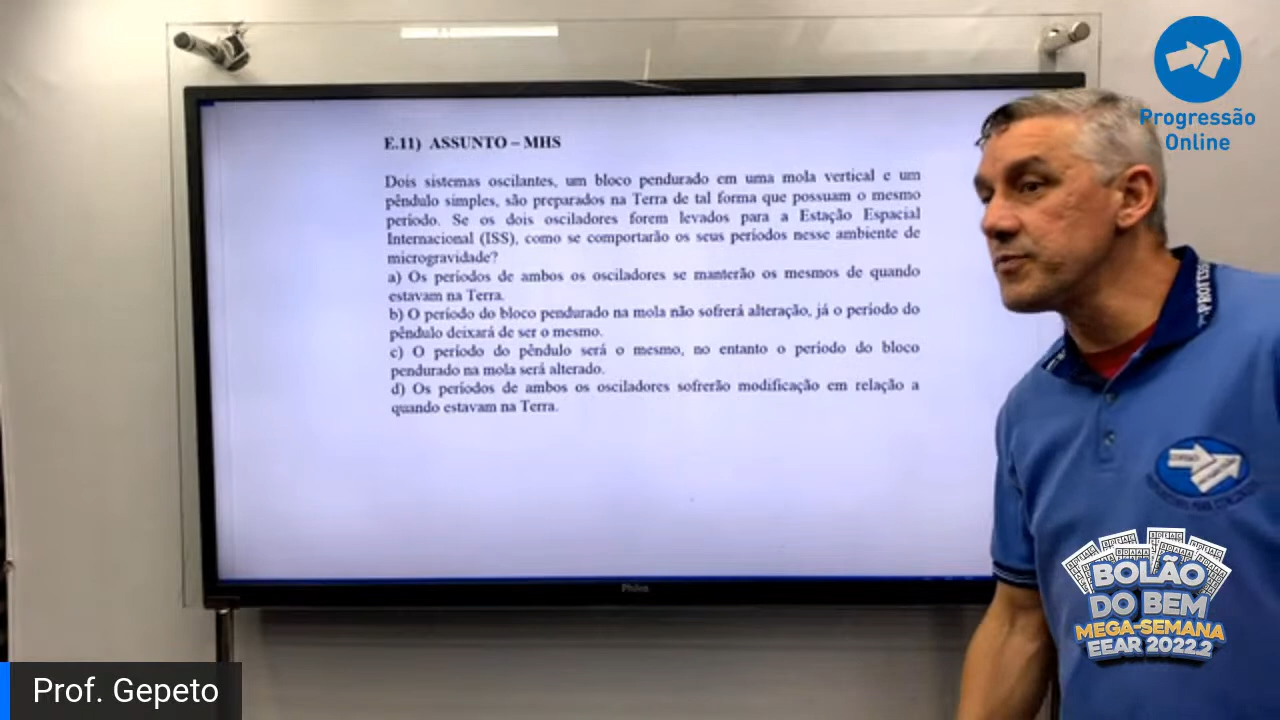 Progressão
Online
E.11) ASSUNTO – MHS
Dois sistemas oscilantes, um bloco pendurado em uma mola vertical e um
pêndulo simples, são preparados na Terra de tal forma que possuam o mesmo
período. Se os dois osciladores forem levados para a Estação Espacial
Internacional (ISS), como se comportarão os seus períodos nesse ambiente de
microgravidade?
a) Os períodos de ambos os osciladores se manterão os mesmos de quando
estavam na Terra.
b) O período do bloco pendurado na mola não sofrerá alteração, já o período do
pêndulo deixará de ser o mesmo.
c) O período do pêndulo será o mesmo, no entanto o período do bloco
pendurado na mola será alterado.
d) Os períodos de ambos os osciladores sofrerão modificação em relação a
quando estavam na Terra.
Philco
BOLÃO
DO BEM
MEGA-SEMANA
EEAR 2022.2
Prof. Gepeto